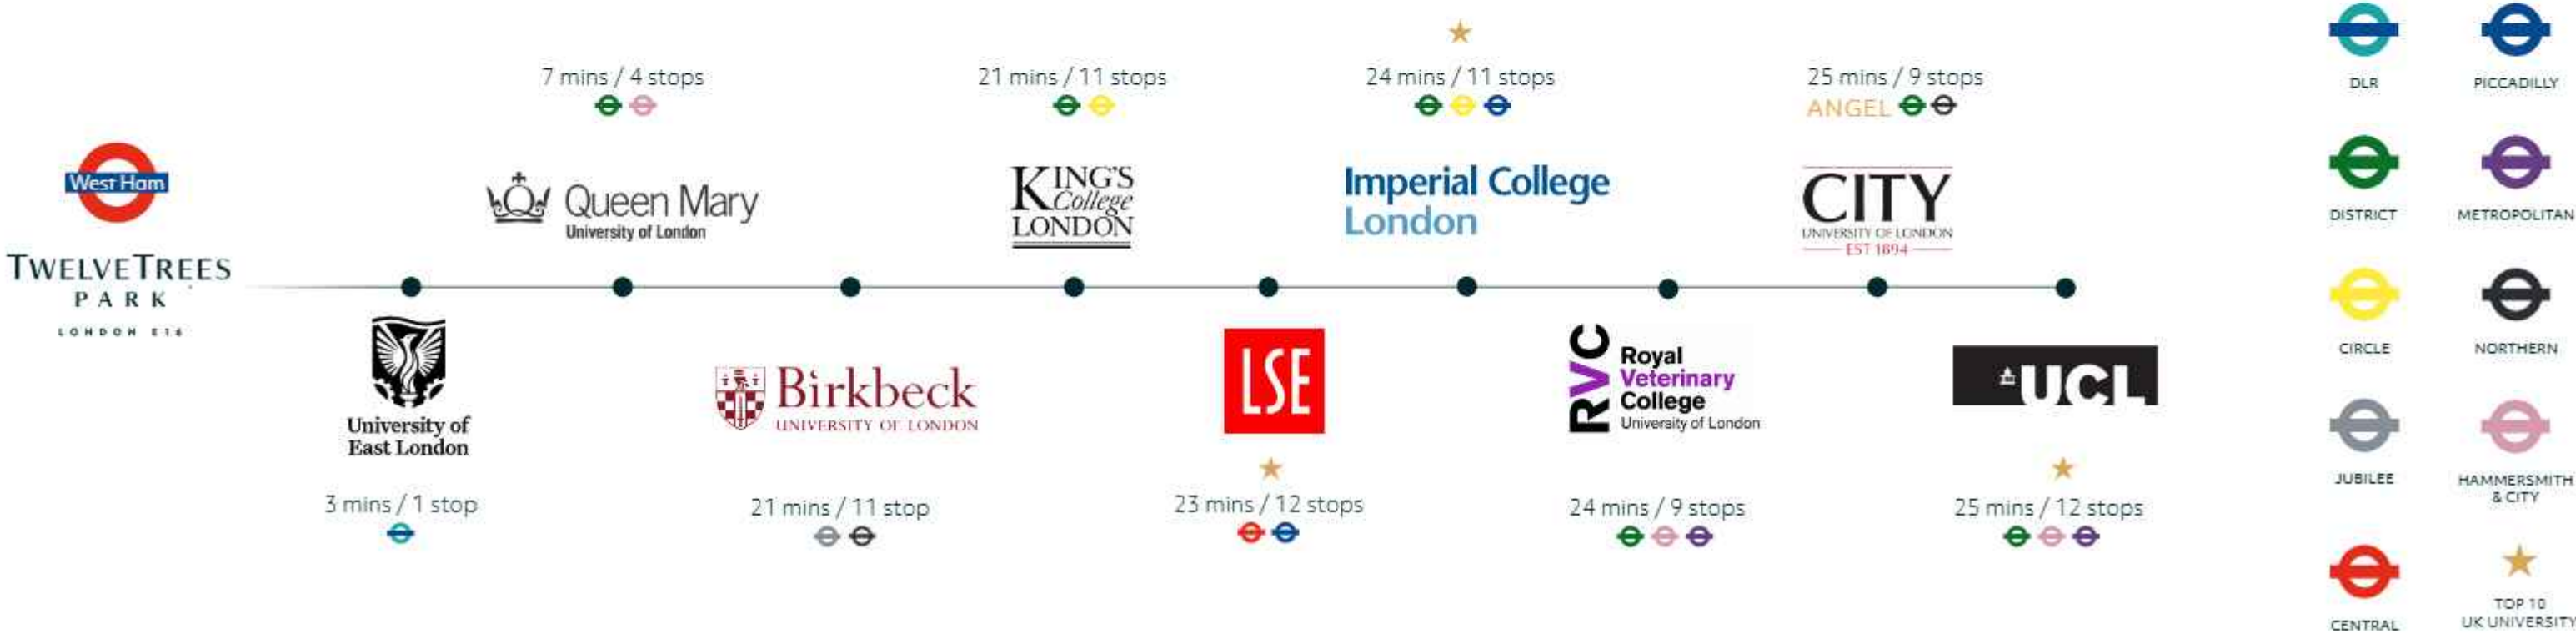 West Ham
TWELVETREES
PARK
LONDON E16
7 mins / 4 stops
Queen Mary
University of London
21 mins / 11 stops
KING'S
College
LONDON
24 mins / 11 stops
Imperial College
London
25 mins / 9 stops
ANGEL
CITY
UNIVERSITY OF LONDON
EST 1894
University of
East London
3 mins / 1 stop
Birkbeck
UNIVERSITY OF LONDON
21 mins / 11 stop
LSE
23 mins / 12 stops
RVC
Royal
Veterinary
College
University of London
24 mins / 9 stops
UCL
25 mins / 12 stops
DLR
PICCADILLY
DISTRICT
METROPOLITAN
CIRCLE
NORTHERN
JUBILEE
HAMMERSMITH
& CITY
CENTRAL
TOP 10
UK UNIVERSITY